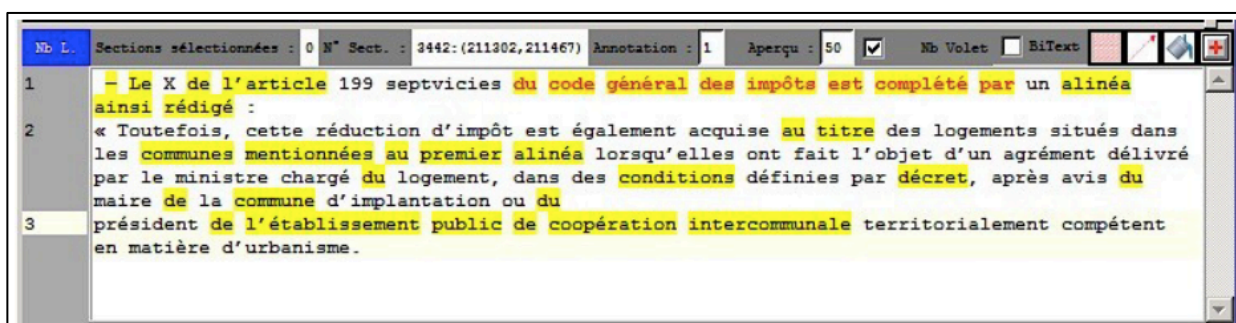 Nb L. Sections sélectionnées : 0 N° Sect. : 3442:(211302,211467) Annotation : 1 Aperçu : 50 Nb Volet BiText
1 - Le X de l'article 199 septvicies du code général des impôts est complété par un alinéa
ainsi rédigé :
2 « Toutefois, cette réduction d'impôt est également acquise au titre des logements situés dans
les communes mentionnées au premier alinéa lorsqu'elles ont fait l'objet d'un agrément délivré
par le ministre chargé du logement, dans des conditions définies par décret, après avis du
maire de la commune d'implantation ou du
3 président de l'établissement public de coopération intercommunale territorialement compétent
en matière d'urbanisme.